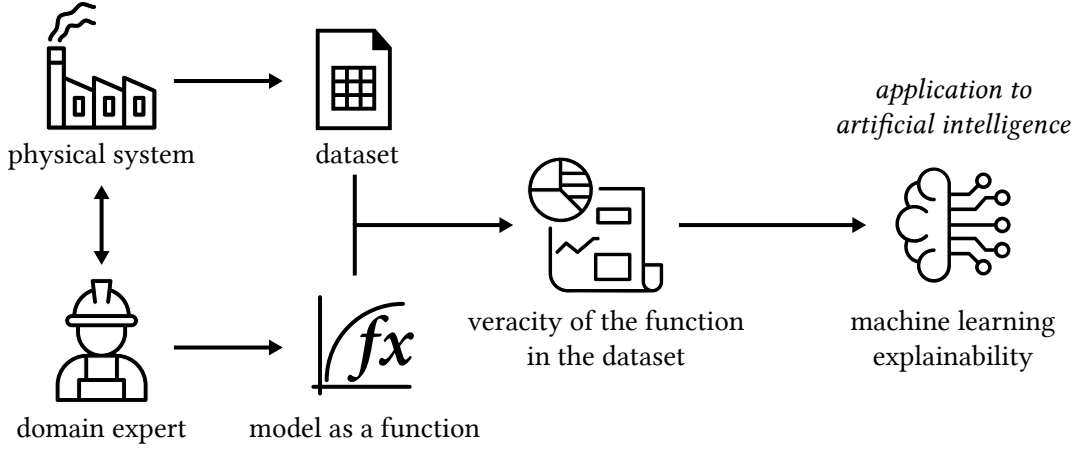 application to
artificial intelligence
physical system
dataset
fx
veracity of the function
in the dataset
machine learning
explainability
domain expert
model as a function